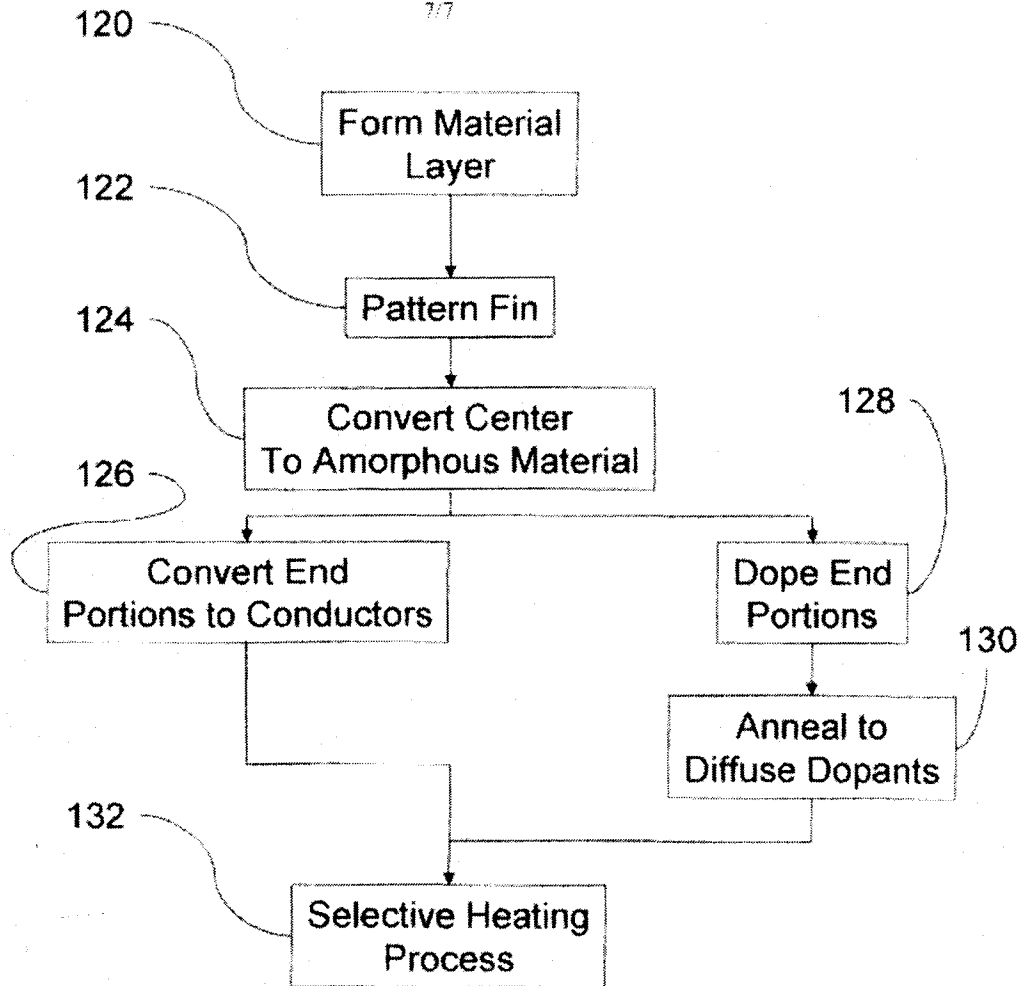 7/7
120
Form Material
Layer
122
Pattern Fin
124
Convert Center
To Amorphous Material
128
126
Convert End
Portions to Conductors
Dope End
Portions
130
Anneal to
Diffuse Dopants
132
Selective Heating
Process